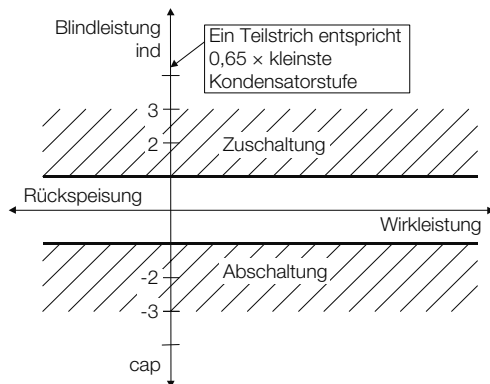 Blindleistung
ind
Ein Teilstrich entspricht
0,65 × kleinste
Kondensatorstufe
3
2
Zuschaltung
Rückspeisung
Wirkleistung
Abschaltung
-2
-3
cap